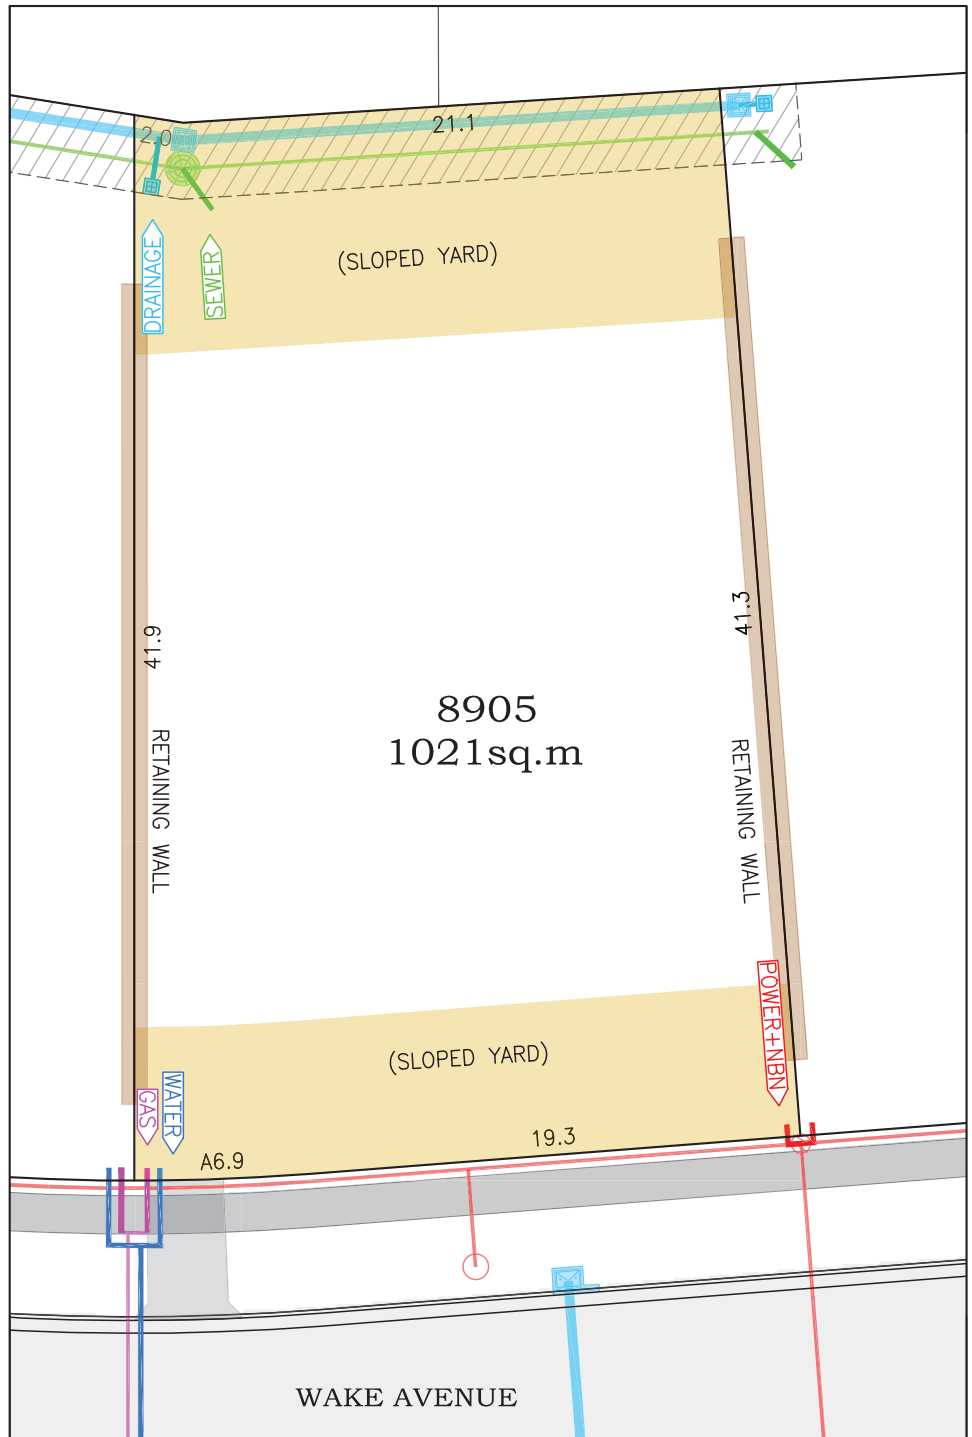 2.0
21.1
DRAINAGE
SEWER
(SLOPED YARD)
41.9
41.3
8905
1021sq.m
RETAINING WALL
RETAINING WALL
POWER+NBN
(SLOPED YARD)
GAS
WATER
A6.9
19.3
WAKE AVENUE